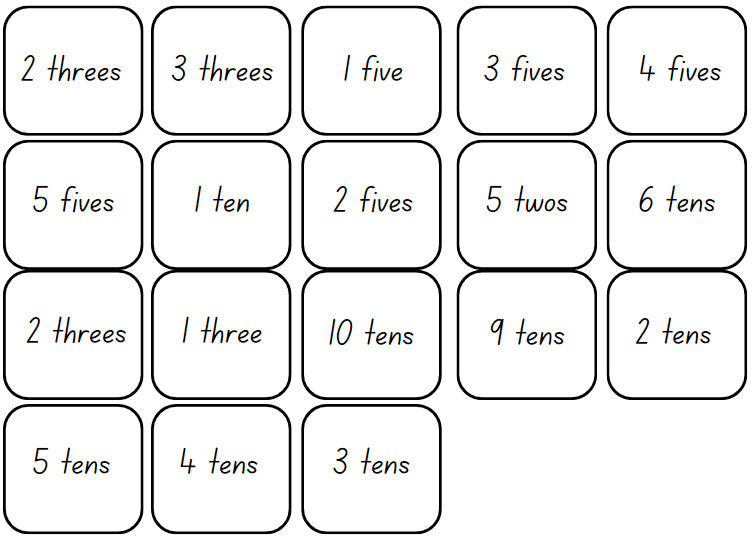 2 threes
3 threes
1 five
3 fives
4 fives
5 fives
1 ten
2 fives
5 twos
6 tens
2 threes
1 three
10 tens
9 tens
2 tens
5 tens
4 tens
3 tens